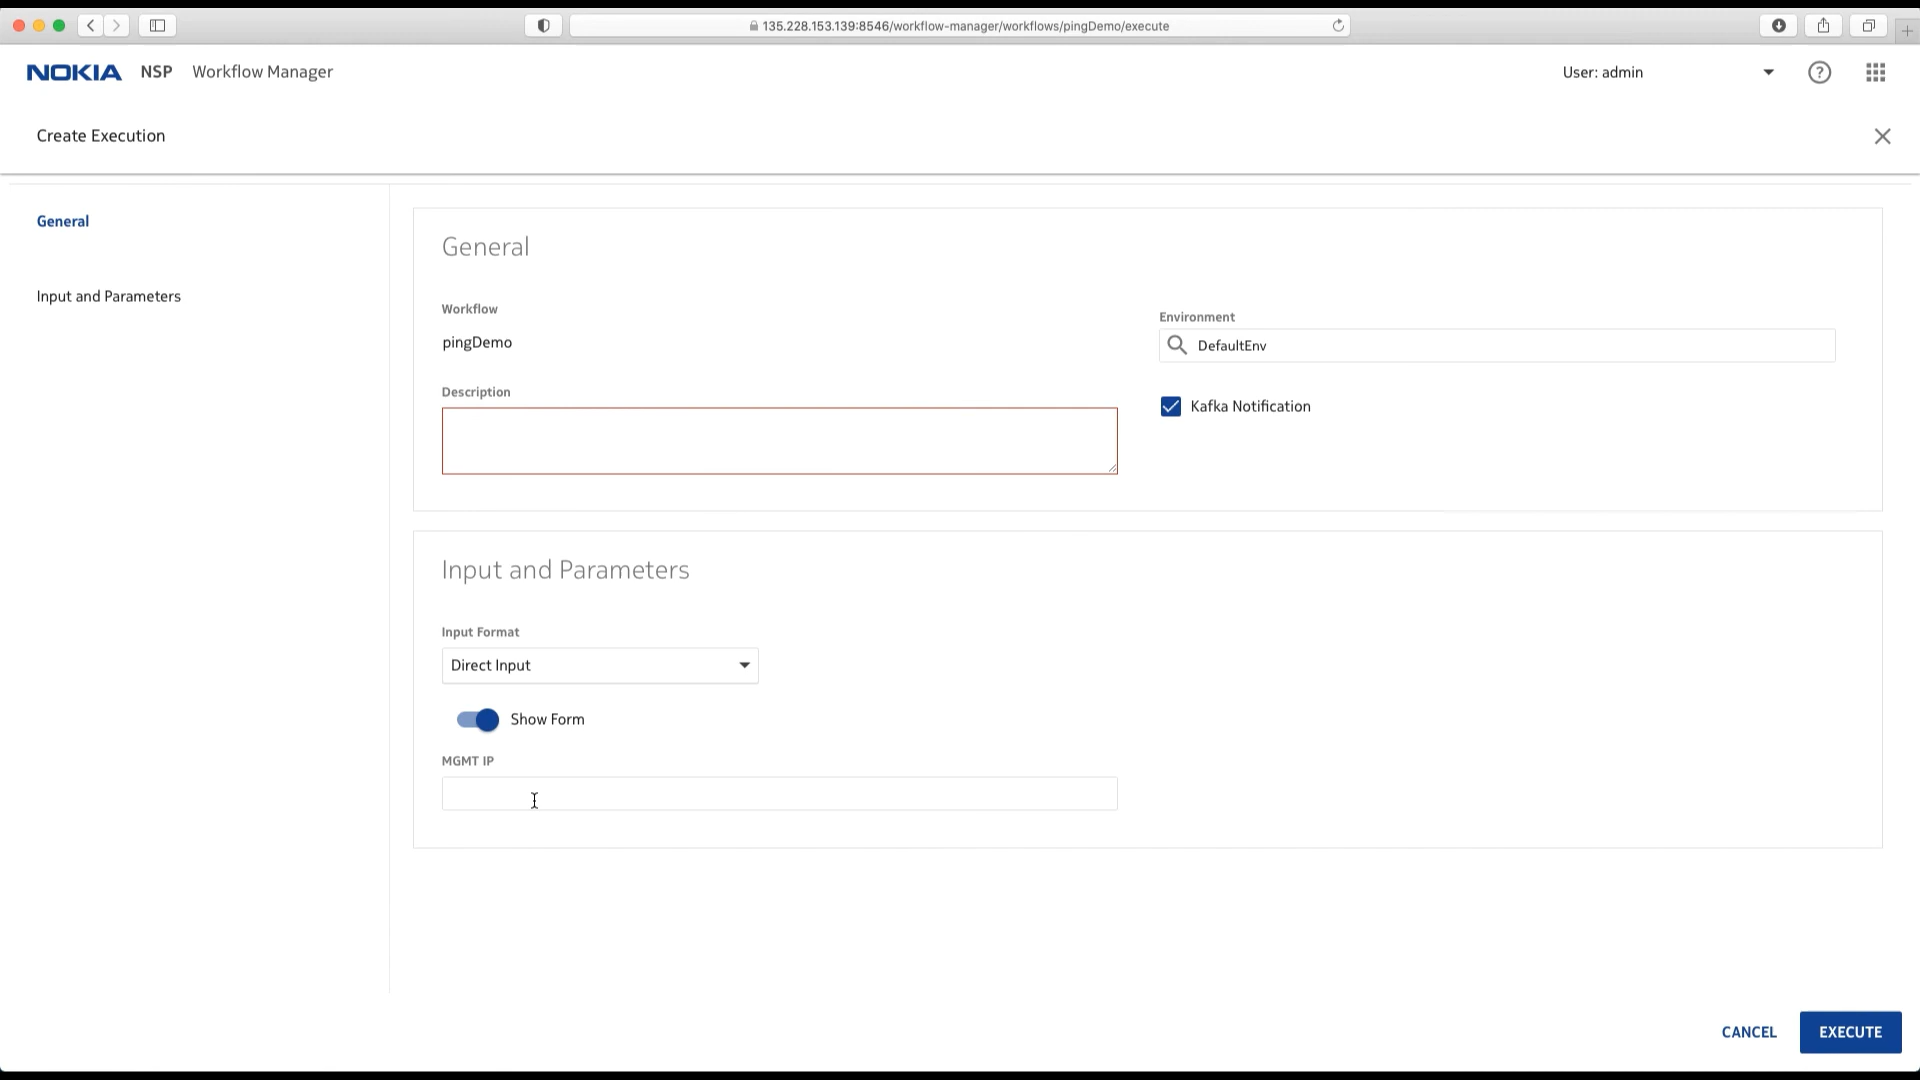 135.228.153.139:8546/workflow-manager/workflows/pingDemo/execute
NOKIA NSP Workflow Manager
User: admin
Create Execution
General
Input and Parameters
General
Workflow
pingDemo
Environment
DefaultEnv
Description
Kafka Notification
Input and Parameters
Input Format
Direct Input
Show Form
MGMT IP
CANCEL
EXECUTE